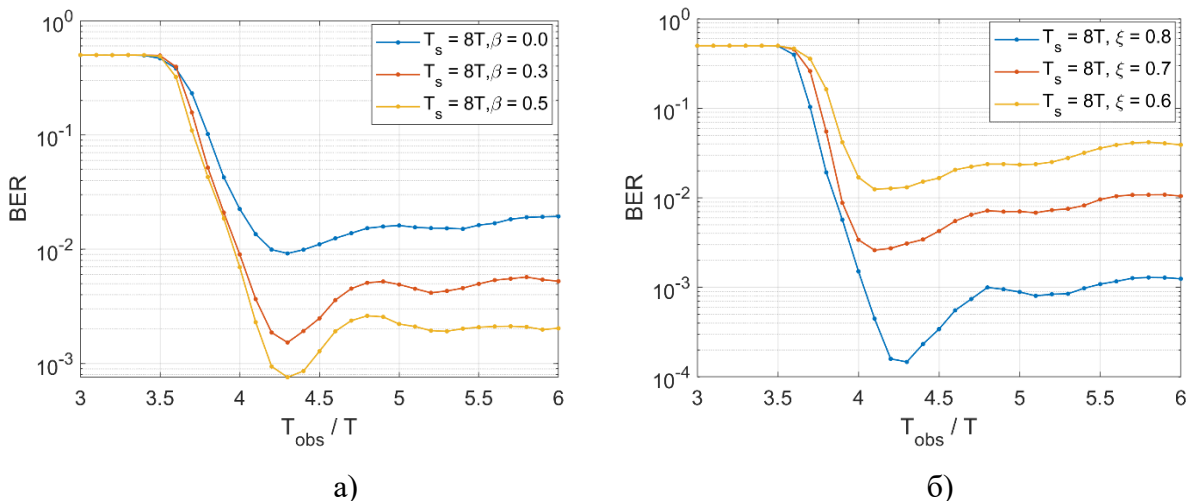 10⁰
10⁻¹
10⁻²
10⁻³
BER
3 3.5 4 4.5 5 5.5 6
T_obs / T
T_s = 8T,β = 0.0
T_s = 8T,β = 0.3
T_s = 8T,β = 0.5
а)
10⁰
10⁻¹
10⁻²
10⁻³
10⁻⁴
BER
3 3.5 4 4.5 5 5.5 6
T_obs / T
T_s = 8T, ξ = 0.8
T_s = 8T, ξ = 0.7
T_s = 8T, ξ = 0.6
б)